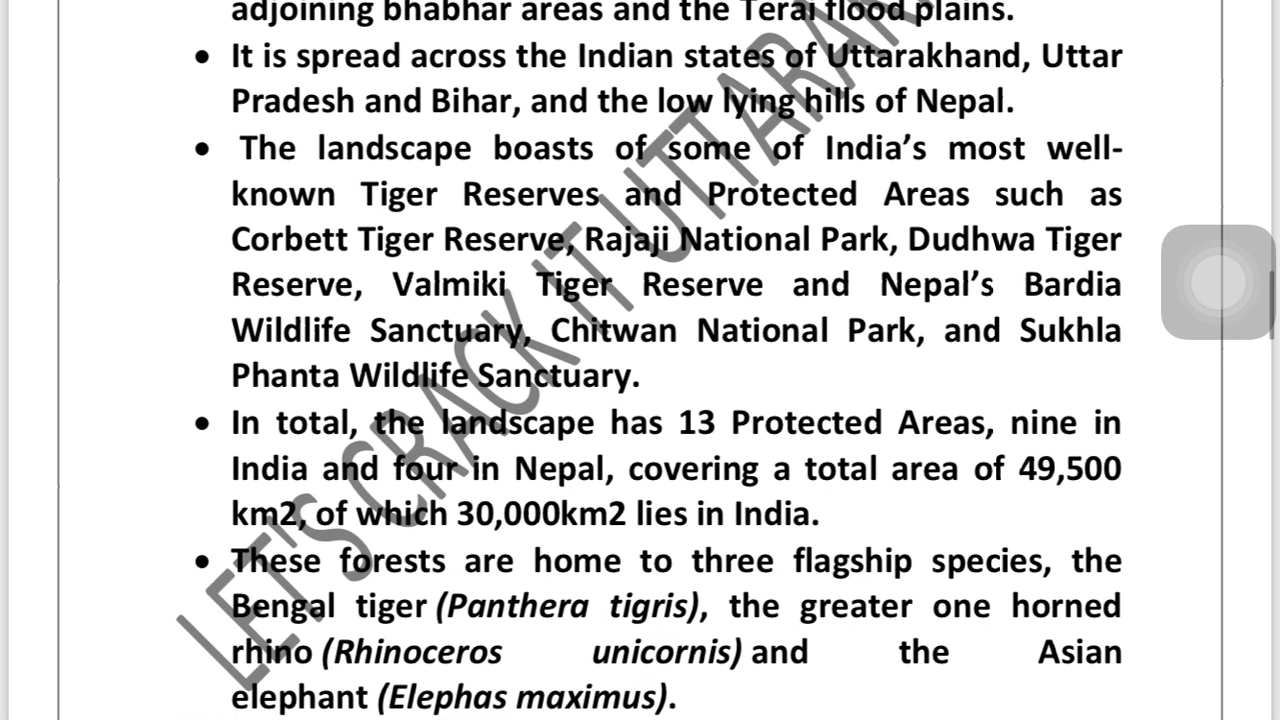 adjoining bhabhar areas and the Terai flood plains.
• It is spread across the Indian states of Uttarakhand, Uttar
Pradesh and Bihar, and the low lying hills of Nepal.
• The landscape boasts of some of India’s most well-
known Tiger Reserves and Protected Areas such as
Corbett Tiger Reserve, Rajaji National Park, Dudhwa Tiger
Reserve, Valmiki Tiger Reserve and Nepal’s Bardia
Wildlife Sanctuary, Chitwan National Park, and Sukhla
Phanta Wildlife Sanctuary.
• In total, the landscape has 13 Protected Areas, nine in
India and four in Nepal, covering a total area of 49,500
km2, of which 30,000km2 lies in India.
• These forests are home to three flagship species, the
Bengal tiger (Panthera tigris), the greater one horned
rhino (Rhinoceros unicornis) and the Asian
elephant (Elephas maximus).
LET'S CRACK IT